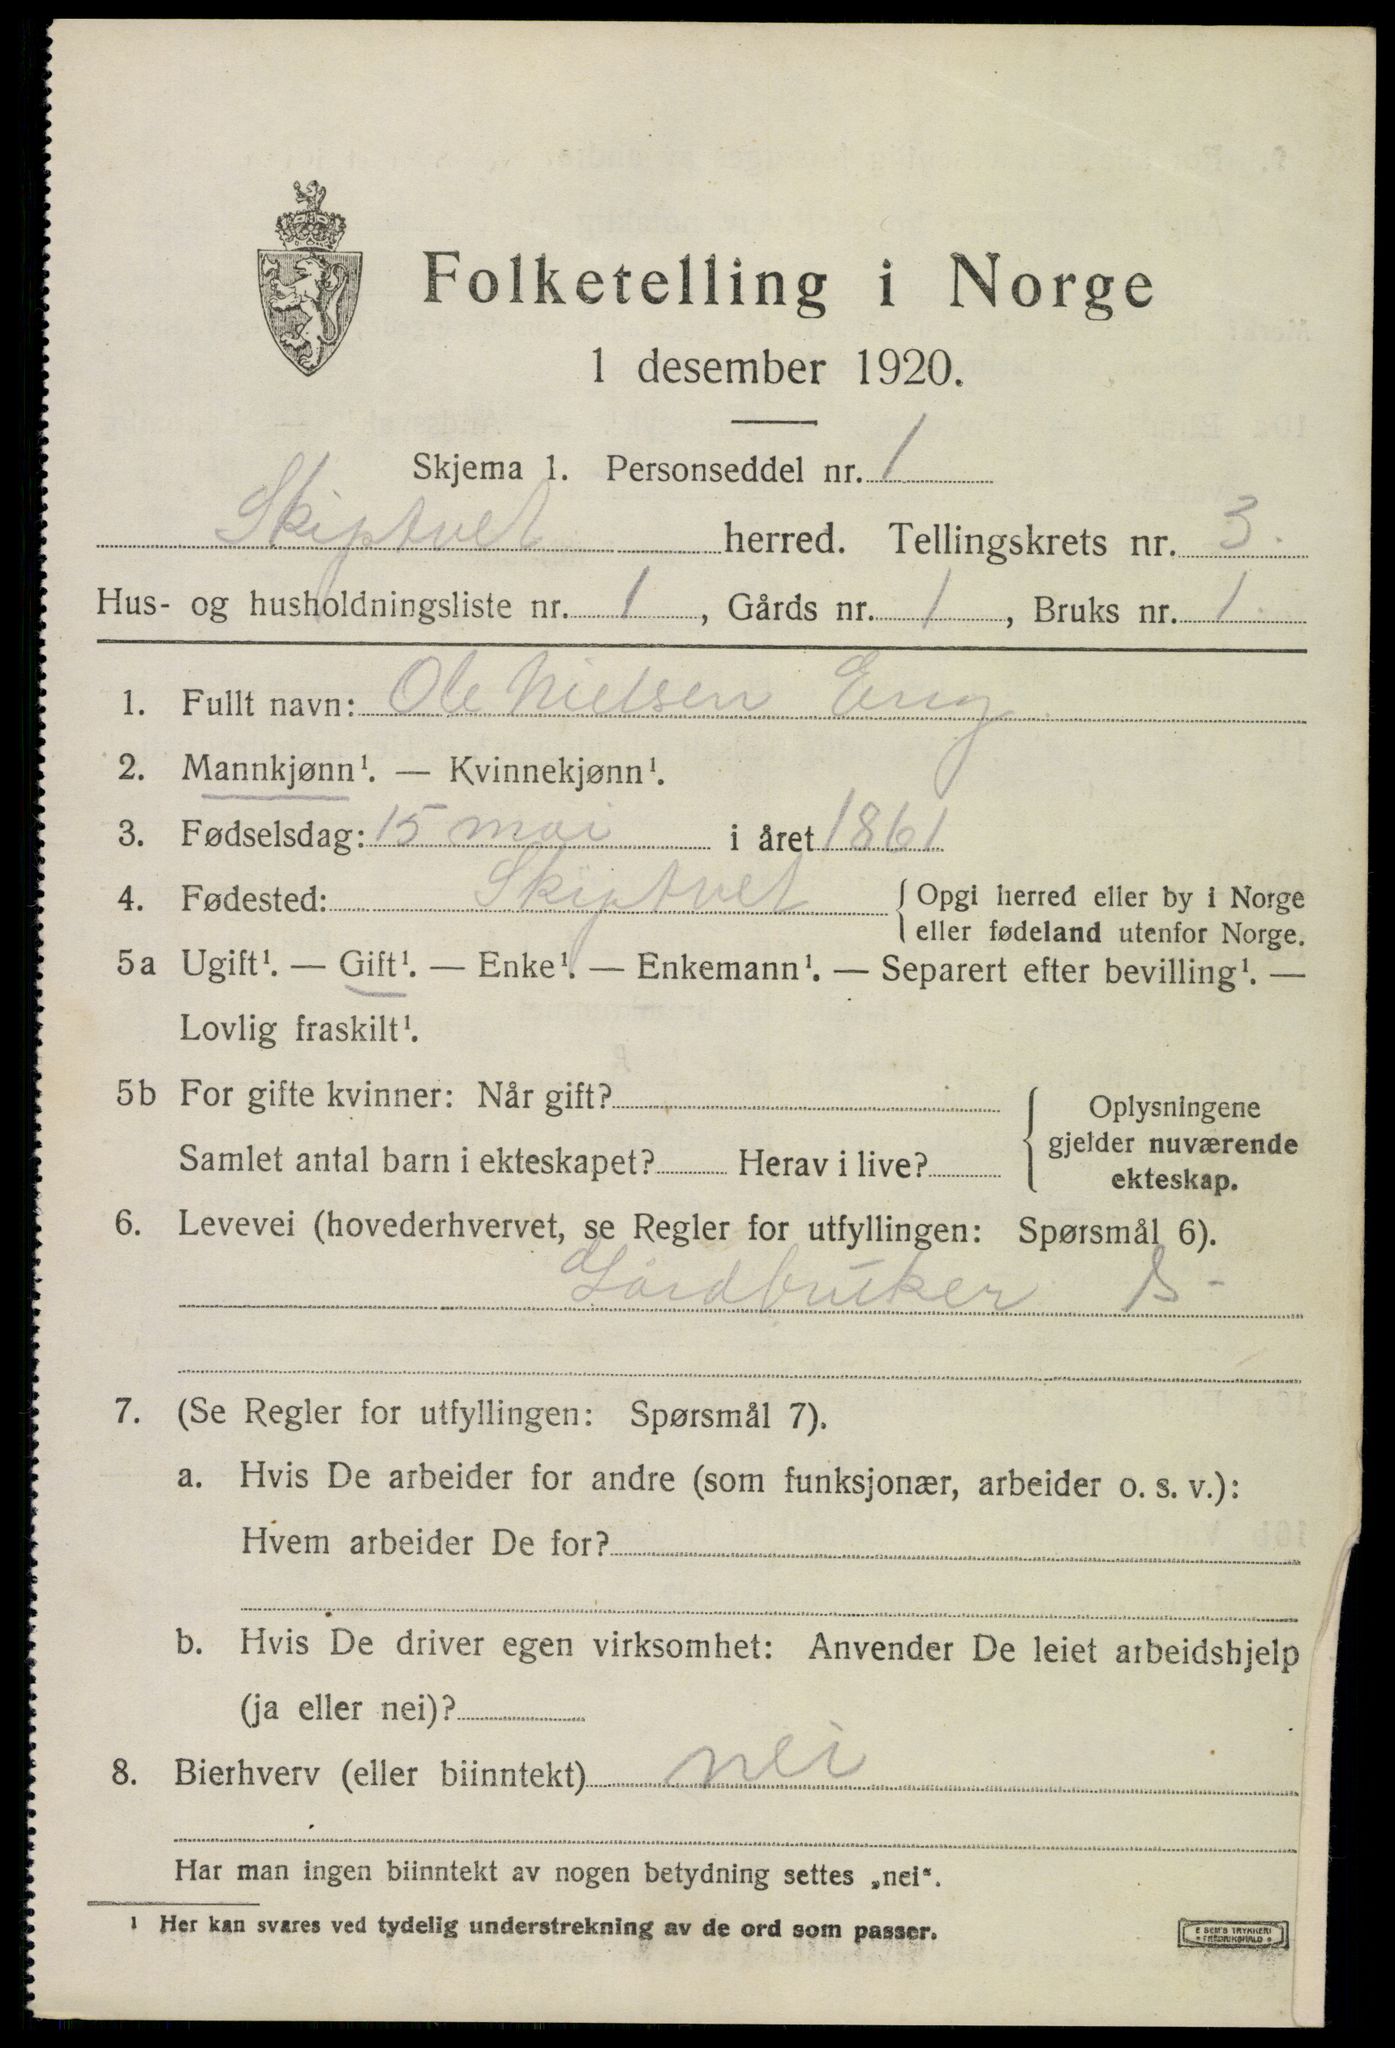 Folketelling i Norge
1 desember 1920.
Skjema 1. Personseddel nr. 1
Skiptvet herred. Tellingskrets nr. 3.
Hus- og husholdningsliste nr. 1, Gårds nr. 1, Bruks nr. 1.
1. Fullt navn: Ole Nielsen Eng
2. Mannkjønn¹. — Kvinnekjønn¹.
3. Fødselsdag: 15 mai i året 1861
4. Fødested: Skiptvet { Opgi herred eller by i Norge
eller fødeland utenfor Norge.
5a Ugift¹. — Gift¹. — Enke¹. — Enkemann¹. — Separert efter bevilling¹. —
Lovlig fraskilt¹.
5b For gifte kvinner: Når gift?
Samlet antal barn i ekteskapet? Herav i live?
{ Oplysningene
gjelder nuværende
ekteskap.
6. Levevei (hovederhvervet, se Regler for utfyllingen: Spørsmål 6).
Gårdbruker S-
7. (Se Regler for utfyllingen: Spørsmål 7).
a. Hvis De arbeider for andre (som funksjonær, arbeider o. s. v.):
Hvem arbeider De for?
b. Hvis De driver egen virksomhet: Anvender De leiet arbeidshjelp
(ja eller nei)?
8. Bierhverv (eller biinntekt) nei
Har man ingen biinntekt av nogen betydning settes „nei“.
¹ Her kan svares ved tydelig understrekning av de ord som passer.
E SEM'S TRYKKERI
• FREDRIKSHALD •